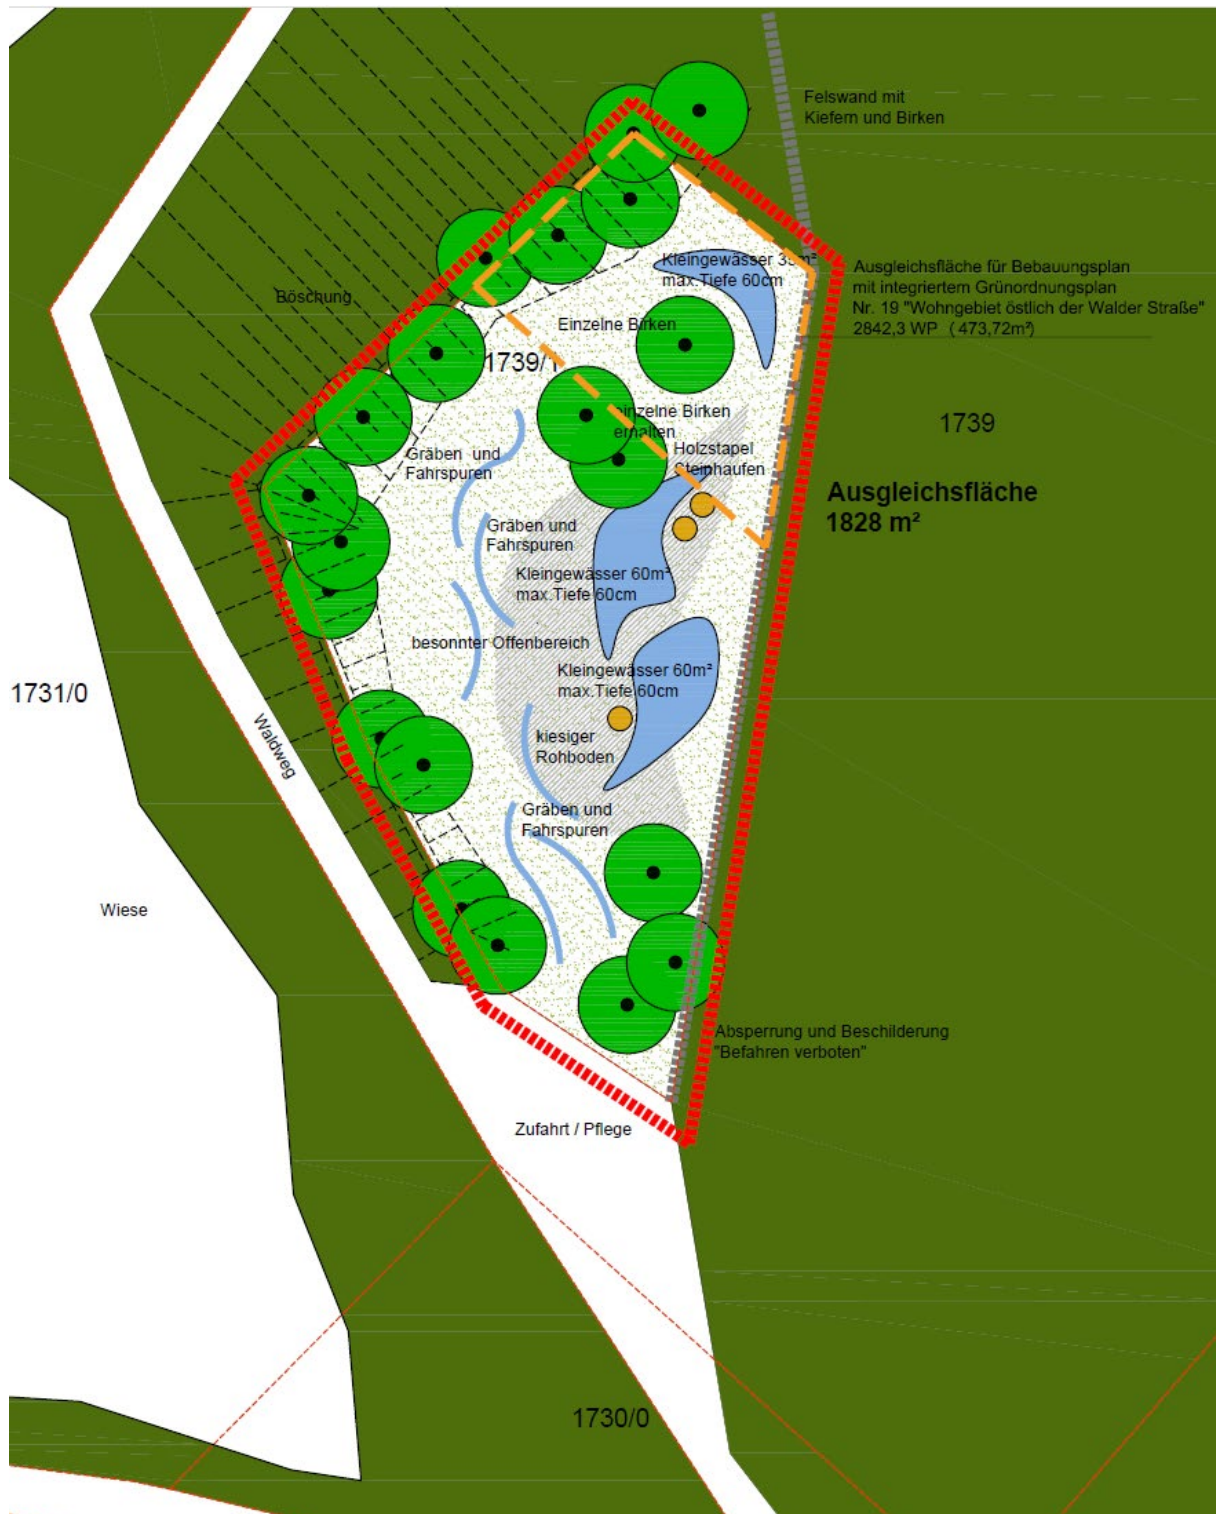 Felswand mit
Kiefern und Birken
Kleingewässer 35m²
max.Tiefe 60cm
Ausgleichsfläche für Bebauungsplan
mit integriertem Grünordnungsplan
Nr. 19 "Wohngebiet östlich der Walder Straße"
2842,3 WP ( 473,72m²)
Böschung
Einzelne Birken
1739/1
einzelne Birken
erhalten
1739
Holzstapel
Steinhaufen
Gräben und
Fahrspuren
Ausgleichsfläche
1828 m²
Gräben und
Fahrspuren
Kleingewässer 60m²
max.Tiefe 60cm
besonnter Offenbereich
Kleingewässer 60m²
max.Tiefe 60cm
1731/0
Waldweg
kiesiger
Rohboden
Gräben und
Fahrspuren
Wiese
Absperrung und Beschilderung
"Befahren verboten"
Zufahrt / Pflege
1730/0